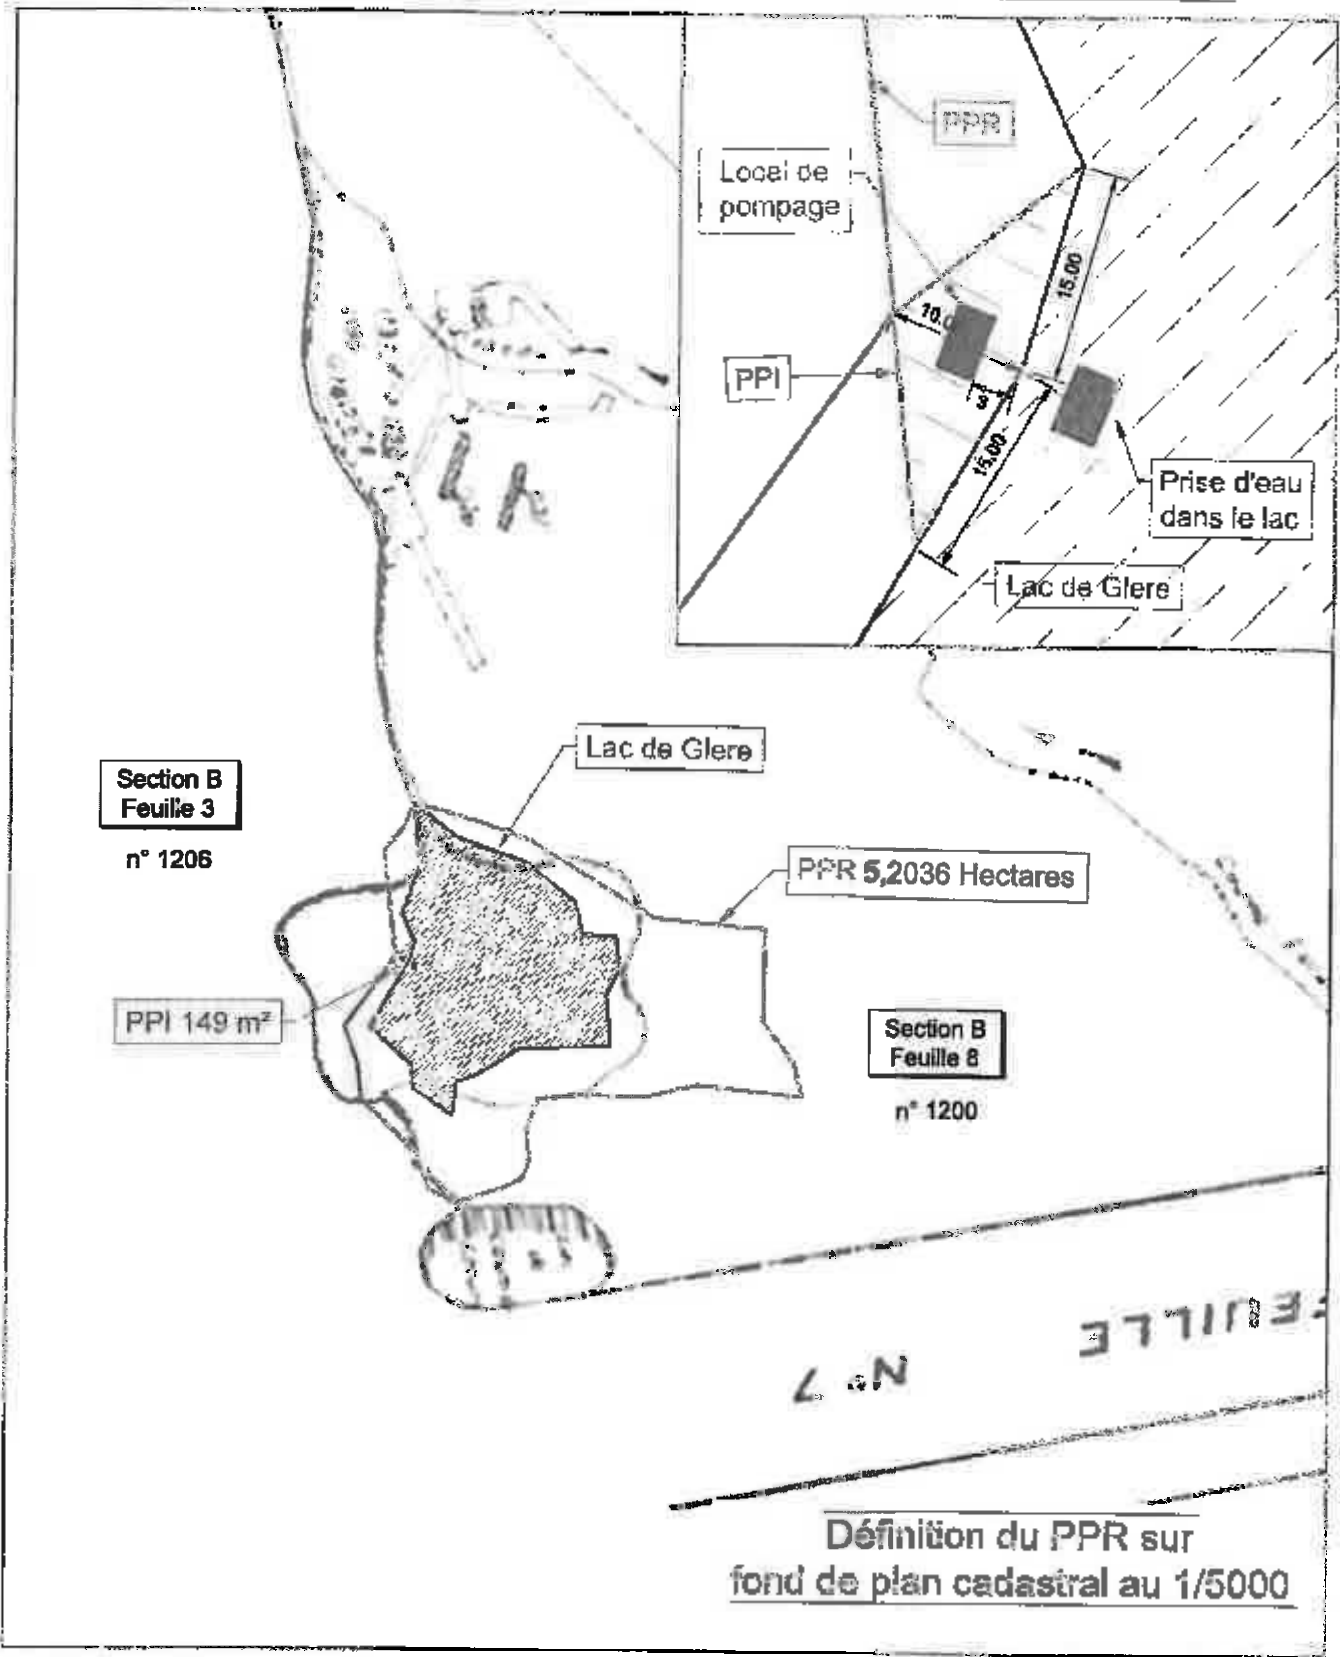 PPR
Local de
pompage
15.00
10.0
PPI
3
15.00
Prise d'eau
dans le lac
Lac de Glere
Lac de Glere
Section B
Feuille 3
n° 1206
PPR 5,2036 Hectares
PPI 149 m²
Section B
Feuille 8
n° 1200
FEUILLE
N° 7
Définition du PPR sur
fond de plan cadastral au 1/5000